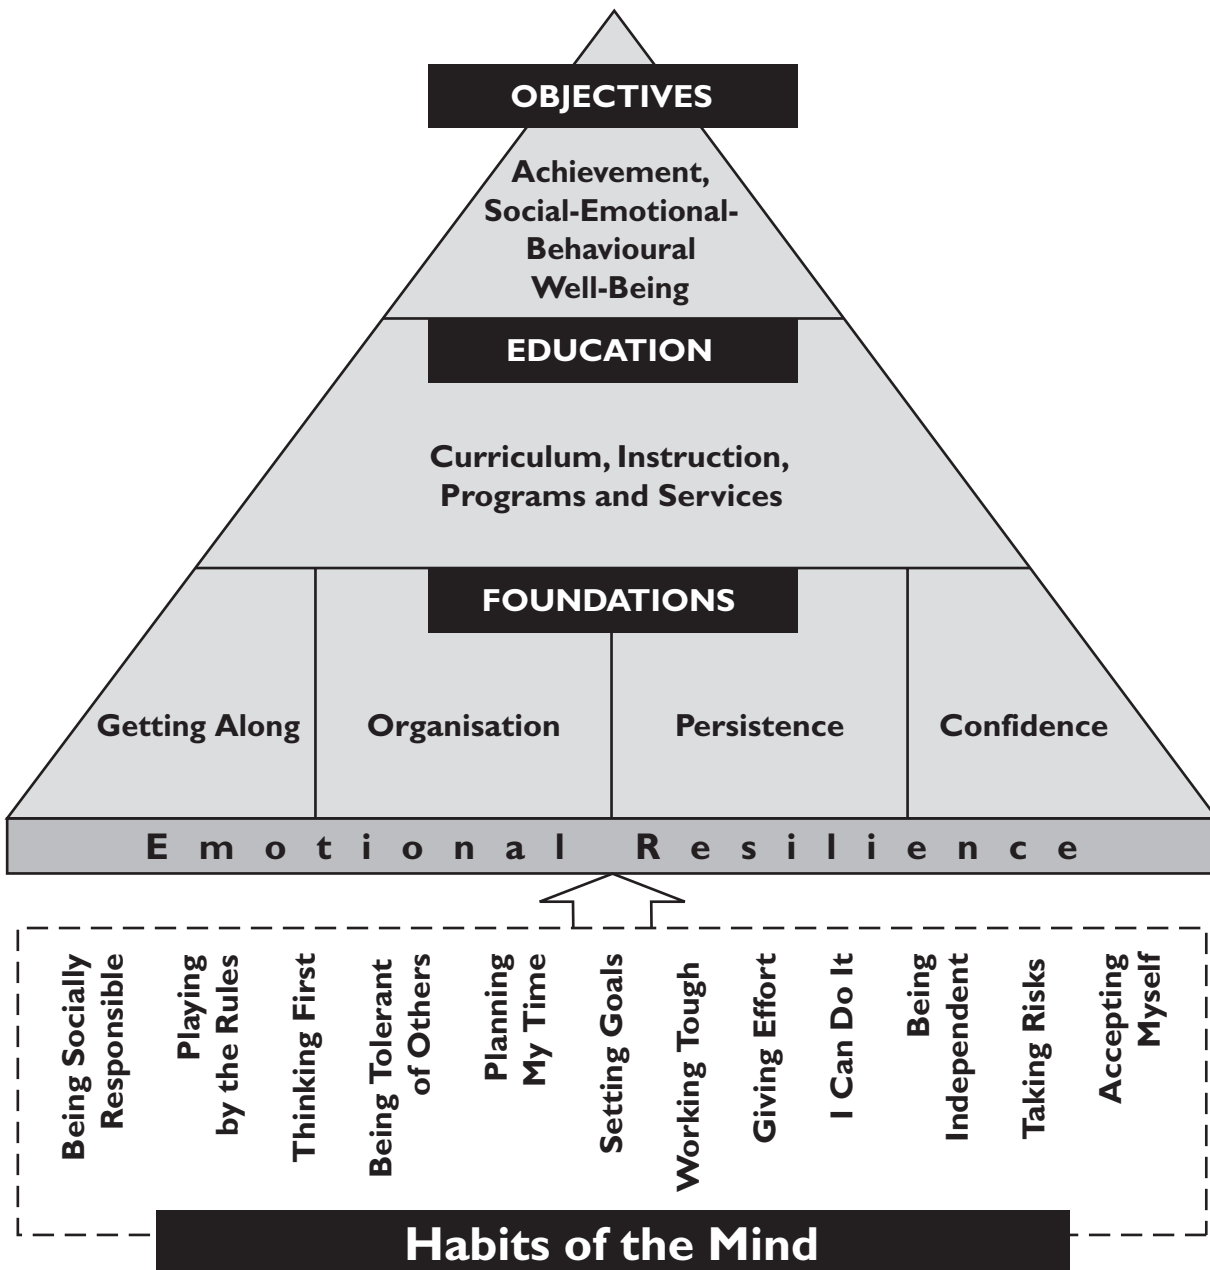 OBJECTIVES
Achievement,
Social-Emotional-
Behavioural
Well-Being
EDUCATION
Curriculum, Instruction,
Programs and Services
FOUNDATIONS
Getting Along
Organisation
Persistence
Confidence
Emotional Resilience
Being Socially
Responsible
Playing
by the Rules
Thinking First
Being Tolerant
of Others
Planning
My Time
Setting Goals
Working Tough
Giving Effort
I Can Do It
Being
Independent
Taking Risks
Accepting
Myself
Habits of the Mind